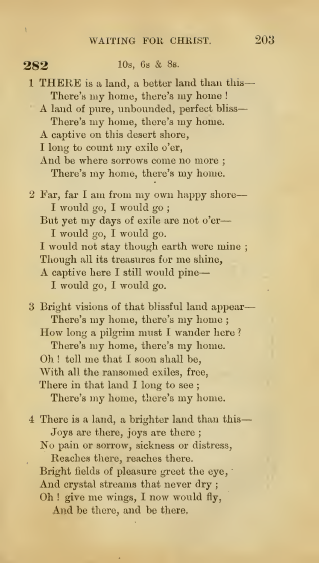 WAITING FOR CHRIST. 203
282 10s, 6s & 8s.
1 THERE is a land, a better land than this—
There's my home, there's my home !
A land of pure, unbounded, perfect bliss—
There's my home, there's my home.
A captive on this desert shore,
I long to count my exile o'er,
And be where sorrows come no more ;
There's my home, there's my home.
2 Far, far I am from my own happy shore—
I would go, I would go ;
But yet my days of exile are not o'er—
I would go, I would go.
I would not stay though earth were mine ;
Though all its treasures for me shine,
A captive here I still would pine—
I would go, I would go.
3 Bright visions of that blissful land appear—
There's my home, there's my home ;
How long a pilgrim must I wander here ?
There's my home, there's my home.
Oh ! tell me that I soon shall be,
With all the ransomed exiles, free,
There in that land I long to see ;
There's my home, there's my home.
4 There is a land, a brighter land than this—
Joys are there, joys are there ;
No pain or sorrow, sickness or distress,
Reaches there, reaches there.
Bright fields of pleasure greet the eye,
And crystal streams that never dry ;
Oh ! give me wings, I now would fly,
And be there, and be there.